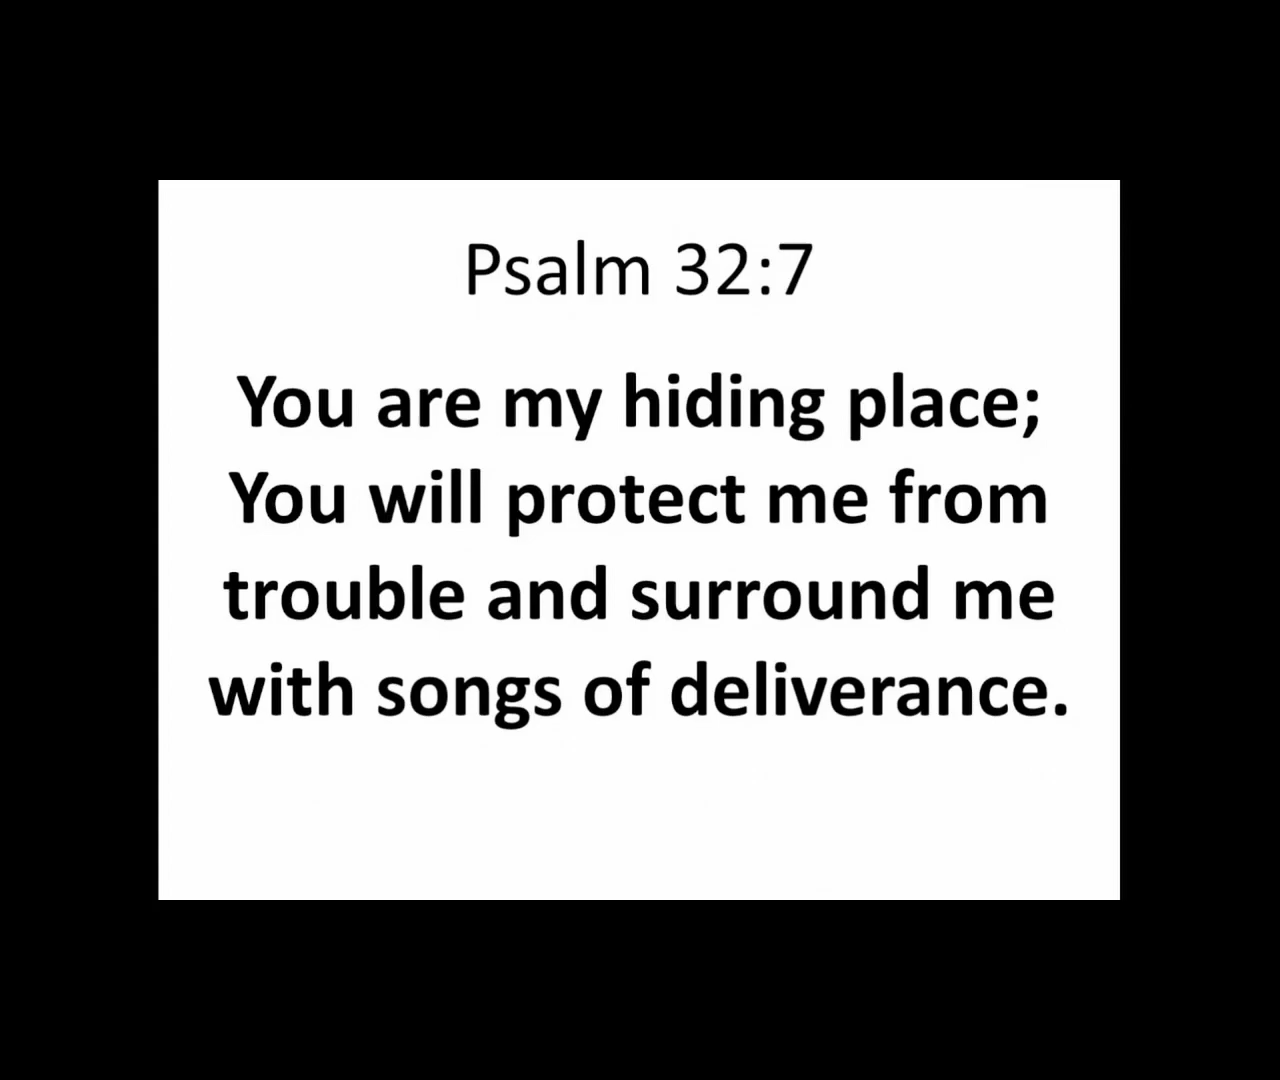 Psalm 32:7
You are my hiding place;
You will protect me from
trouble and surround me
with songs of deliverance.